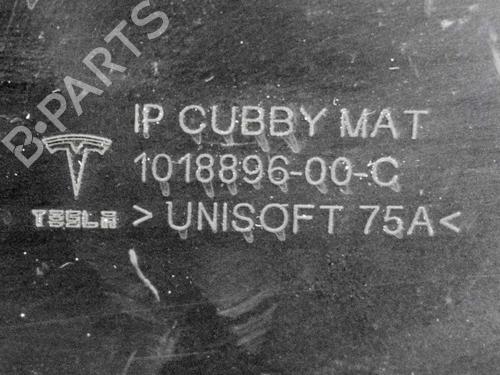 B-PARTS
IP CUBBY MAT
1018896-00-C
TESLA
> UNISOFT 75A <